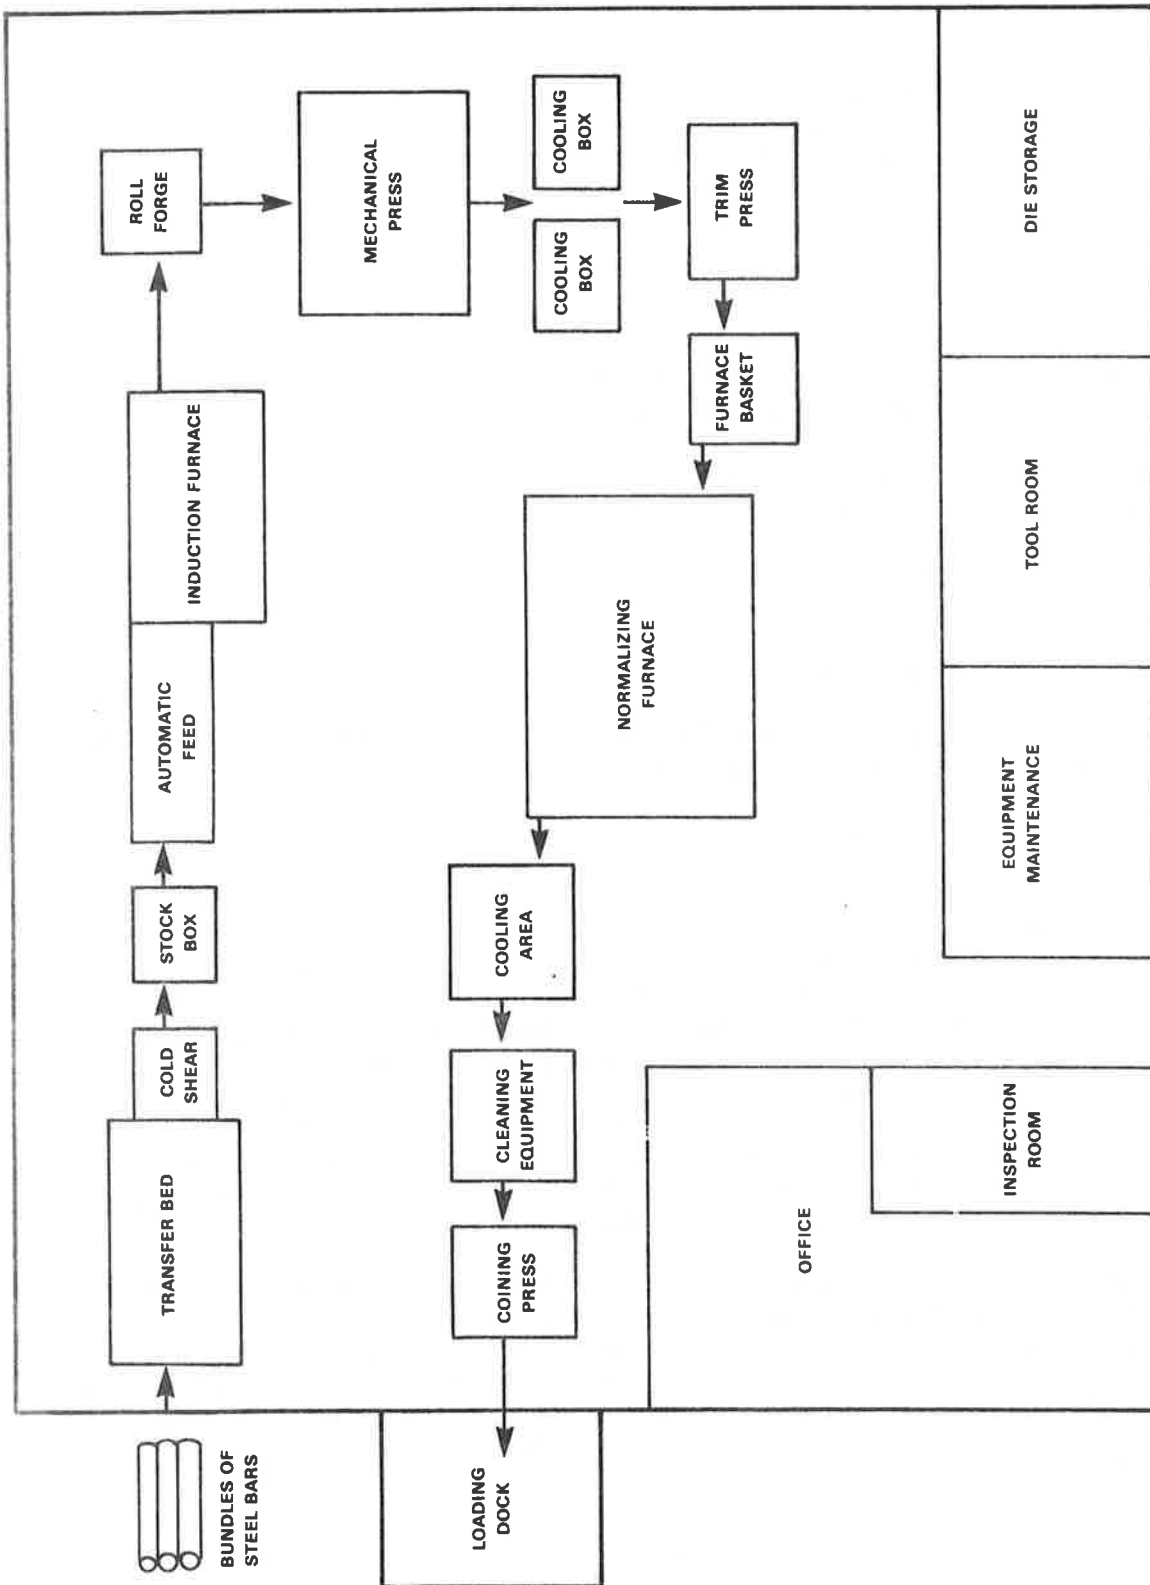 BUNDLES OF
STEEL BARS
TRANSFER BED
COLD
SHEAR
STOCK
BOX
AUTOMATIC
FEED
INDUCTION FURNACE
ROLL
FORGE
MECHANICAL
PRESS
COOLING
BOX
COOLING
BOX
TRIM
PRESS
FURNACE
BASKET
NORMALIZING
FURNACE
COOLING
AREA
CLEANING
EQUIPMENT
COINING
PRESS
LOADING
DOCK
OFFICE
INSPECTION
ROOM
EQUIPMENT
MAINTENANCE
TOOL ROOM
DIE STORAGE